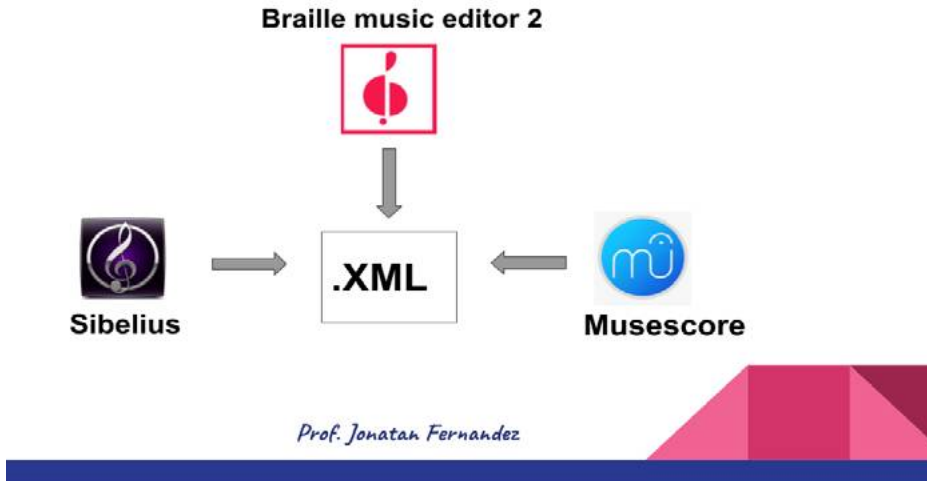 Braille music editor 2
.XML
Sibelius
Musescore
Prof. Jonatan Fernandez